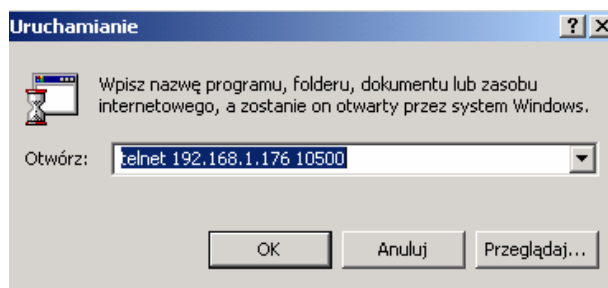 Uruchamianie
Wpisz nazwę programu, folderu, dokumentu lub zasobu
internetowego, a zostanie on otwarty przez system Windows.
Otwórz: telnet 192.168.1.176 10500
OK Anuluj Przeglądaj...